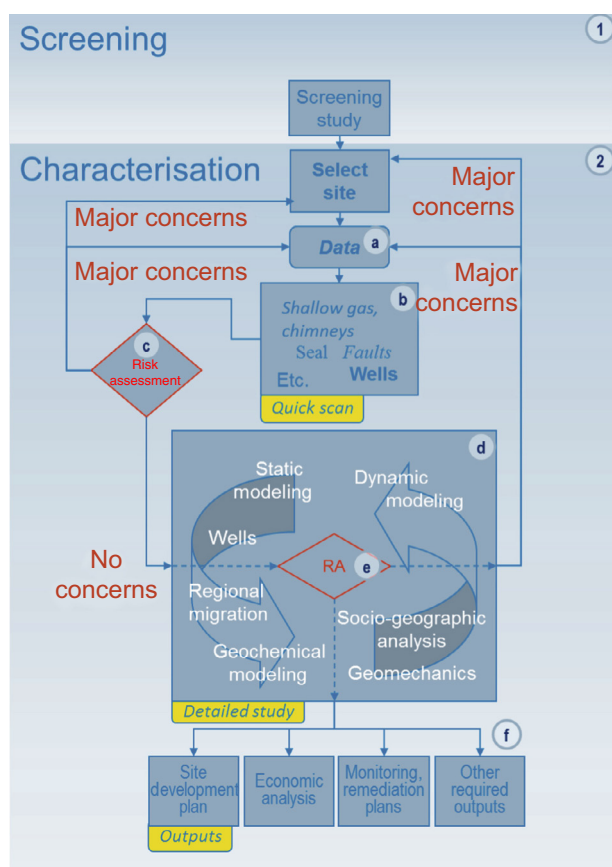 Screening
1
Screening
study
Characterisation
2
Select
site
Major
concerns
Major concerns
Data
a
Major concerns
Major
concerns
b
Shallow gas,
chimneys
Seal Faults
Etc. Wells
Quick scan
c
Risk
assessment
d
Static
modeling
Dynamic
modeling
Wells
No
concerns
RA
e
Regional
migration
Socio-geographic
analysis
Geochemical
modeling
Geomechanics
Detailed study
f
Site
development
plan
Economic
analysis
Monitoring,
remediation
plans
Other
required
outputs
Outputs